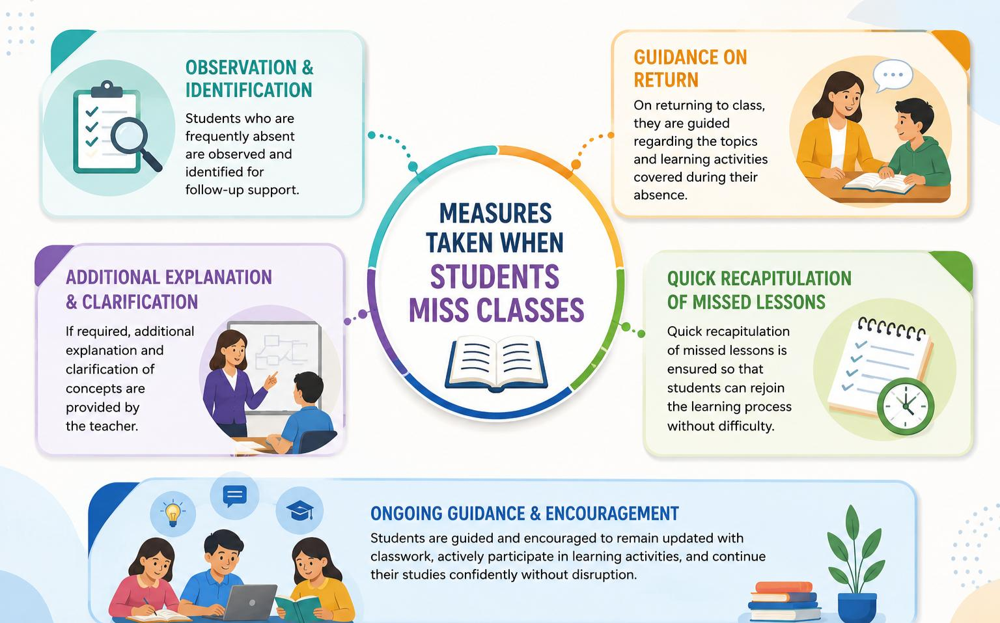 OBSERVATION &
IDENTIFICATION
Students who are
frequently absent
are observed and
identified for
follow-up support.
GUIDANCE ON
RETURN
On returning to class,
they are guided
regarding the topics
and learning activities
covered during their
absence.
MEASURES
TAKEN WHEN
STUDENTS
MISS CLASSES
ADDITIONAL EXPLANATION
& CLARIFICATION
If required, additional
explanation and
clarification of
concepts are
provided by
the teacher.
QUICK RECAPITULATION
OF MISSED LESSONS
Quick recapitulation
of missed lessons is
ensured so that
students can rejoin
the learning process
without difficulty.
ONGOING GUIDANCE & ENCOURAGEMENT
Students are guided and encouraged to remain updated with
classwork, actively participate in learning activities, and continue
their studies confidently without disruption.